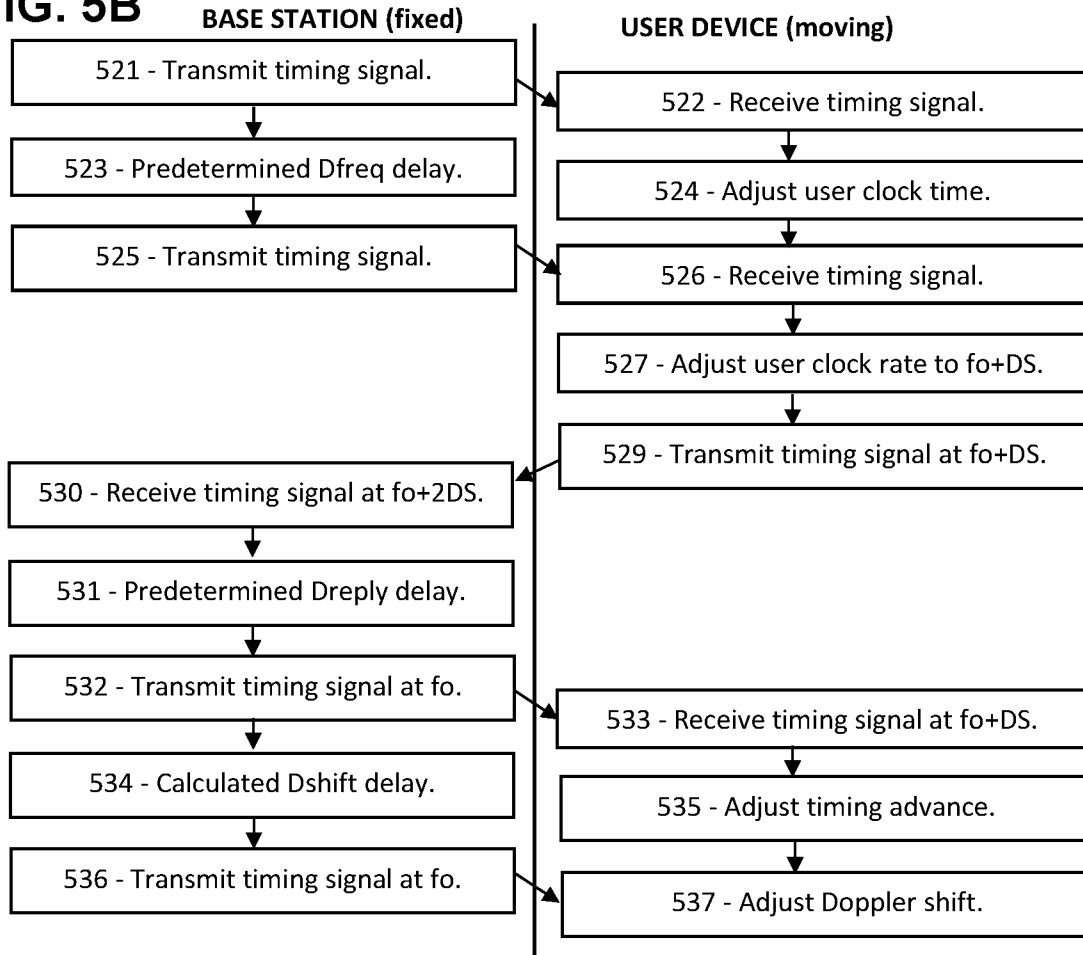 IG. 5B
BASE STATION (fixed)
USER DEVICE (moving)
521 - Transmit timing signal.
522 - Receive timing signal.
523 - Predetermined Dfreq delay.
524 - Adjust user clock time.
525 - Transmit timing signal.
526 - Receive timing signal.
527 - Adjust user clock rate to fo+DS.
529 - Transmit timing signal at fo+DS.
530 - Receive timing signal at fo+2DS.
531 - Predetermined Dreply delay.
532 - Transmit timing signal at fo.
533 - Receive timing signal at fo+DS.
534 - Calculated Dshift delay.
535 - Adjust timing advance.
536 - Transmit timing signal at fo.
537 - Adjust Doppler shift.